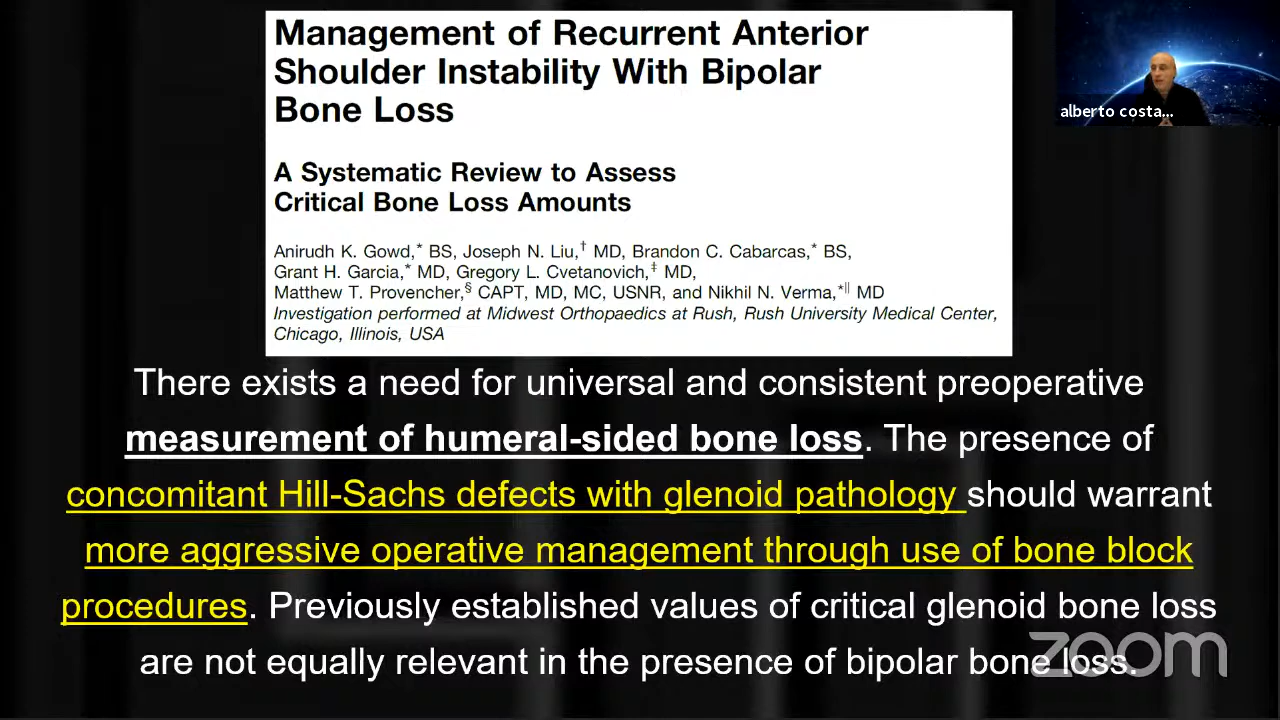 Management of Recurrent Anterior
Shoulder Instability With Bipolar
Bone Loss
A Systematic Review to Assess
Critical Bone Loss Amounts
Anirudh K. Gowd,* BS, Joseph N. Liu,† MD, Brandon C. Cabarcas,* BS,
Grant H. Garcia,* MD, Gregory L. Cvetanovich,‡ MD,
Matthew T. Provencher,§ CAPT, MD, MC, USNR, and Nikhil N. Verma,*|| MD
Investigation performed at Midwest Orthopaedics at Rush, Rush University Medical Center,
Chicago, Illinois, USA
alberto costa...
There exists a need for universal and consistent preoperative
measurement of humeral-sided bone loss. The presence of
concomitant Hill-Sachs defects with glenoid pathology should warrant
more aggressive operative management through use of bone block
procedures. Previously established values of critical glenoid bone loss
are not equally relevant in the presence of bipolar bone loss.
zoom